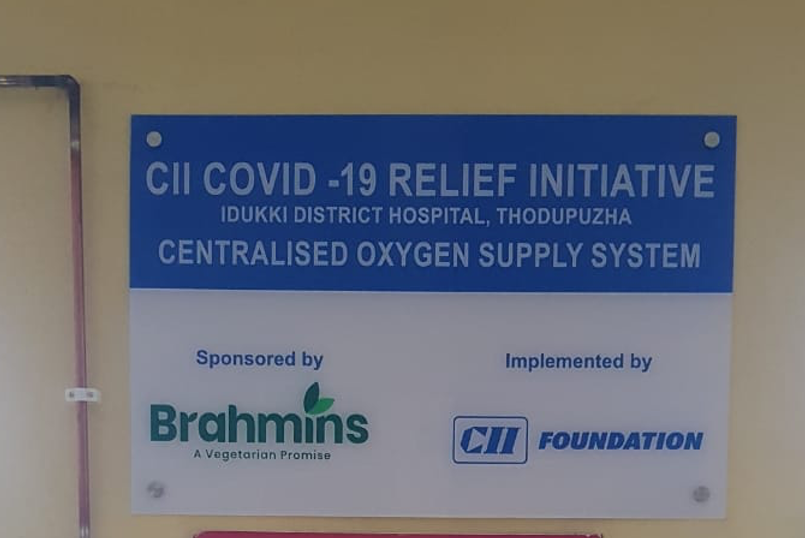 CII COVID -19 RELIEF INITIATIVE
IDUKKI DISTRICT HOSPITAL, THODUPUZHA
CENTRALISED OXYGEN SUPPLY SYSTEM
Sponsored by
Brahmins
A Vegetarian Promise
Implemented by
CII FOUNDATION